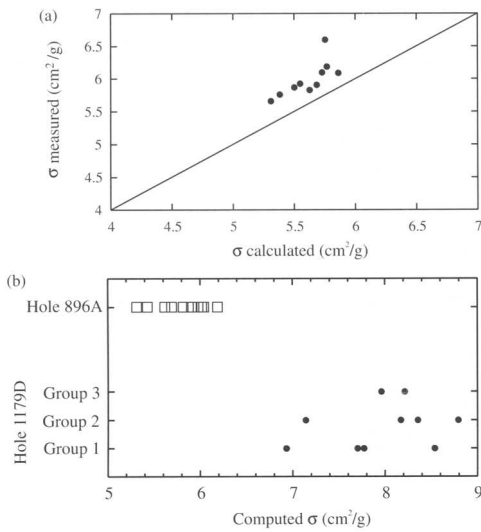 (a)
7
6.5
6
5.5
5
4.5
4
σ measured (cm²/g)
4 4.5 5 5.5 6 6.5 7
σ calculated (cm²/g)
(b)
Hole 896A
Hole 1179D
Group 3
Group 2
Group 1
5 6 7 8 9
Computed σ (cm²/g)